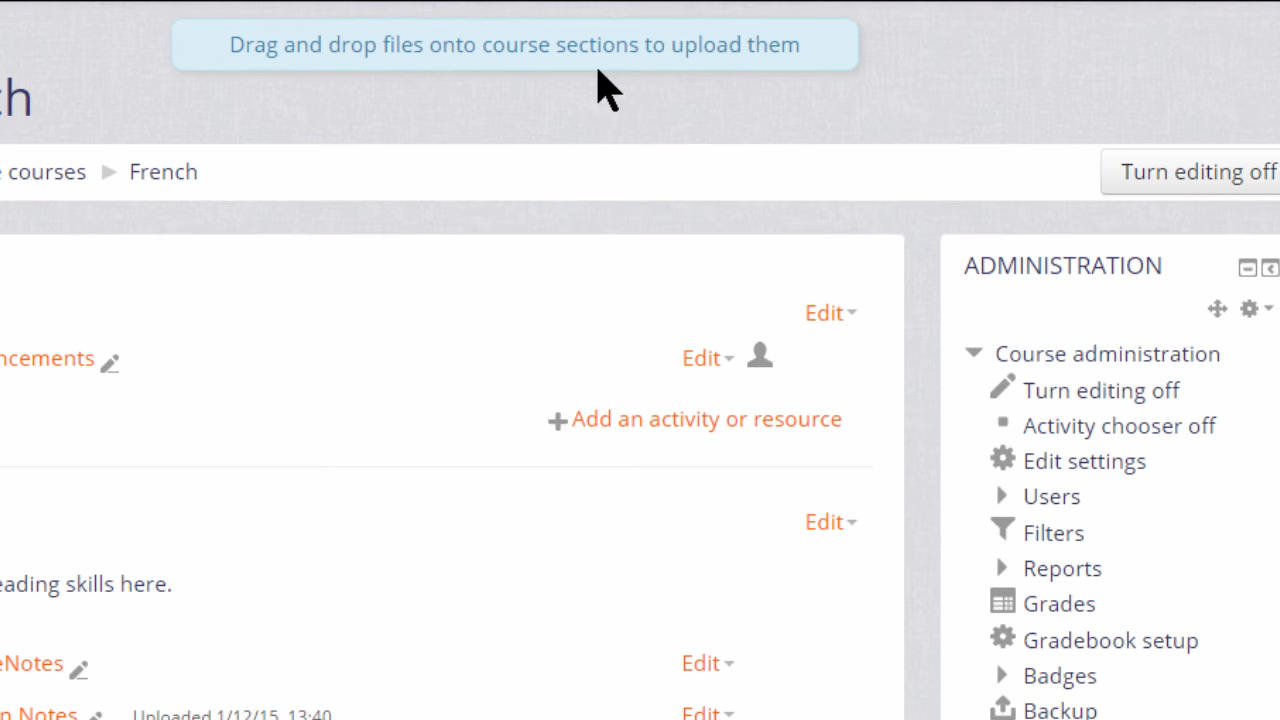 Drag and drop files onto course sections to upload them
ch
courses ▶ French
Turn editing off
ADMINISTRATION
Edit
ncements
Edit
Add an activity or resource
Course administration
Turn editing off
Activity chooser off
Edit settings
Users
Edit
Filters
Reports
eading skills here.
Grades
Gradebook setup
eNotes
Edit
Badges
n Notes
Uploaded 1/12/15, 13:40
Edit
Backup